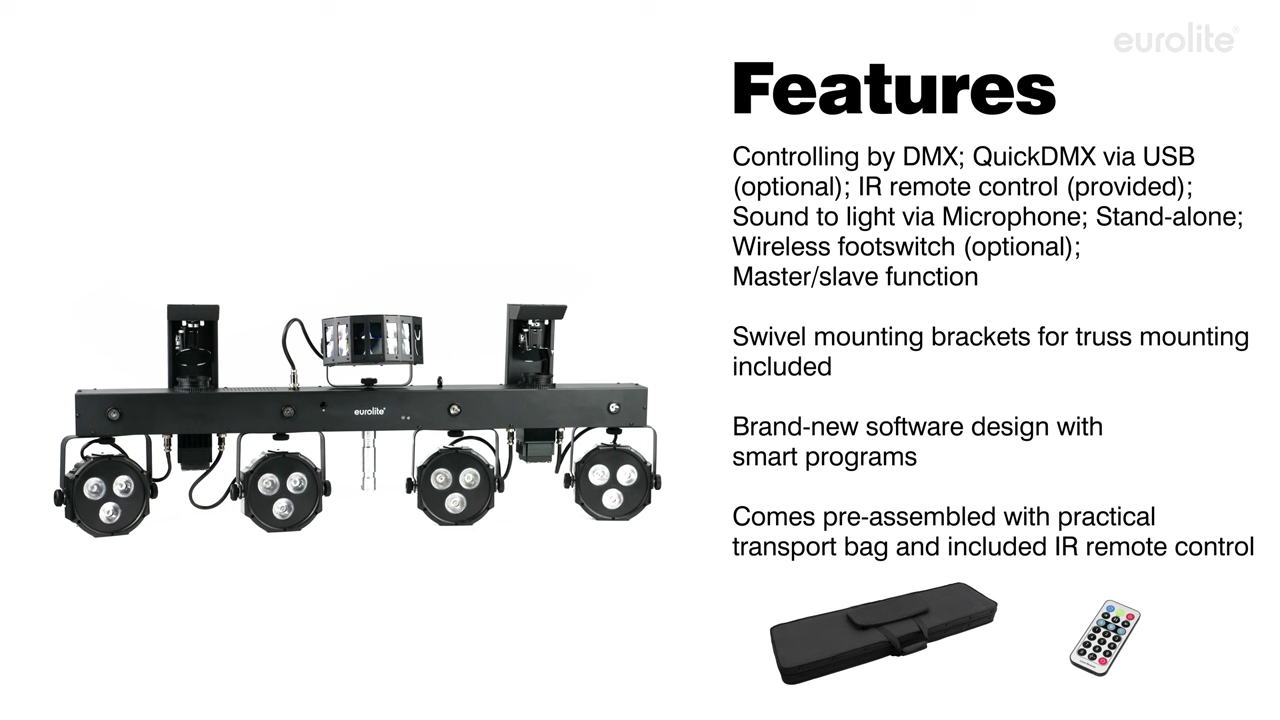 eurolite®
Features
Controlling by DMX; QuickDMX via USB
(optional); IR remote control (provided);
Sound to light via Microphone; Stand-alone;
Wireless footswitch (optional);
Master/slave function
Swivel mounting brackets for truss mounting
included
Brand-new software design with
smart programs
Comes pre-assembled with practical
transport bag and included IR remote control
eurolite®